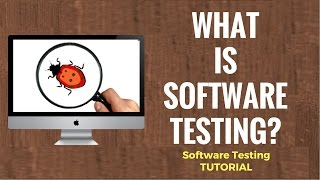 WHAT
IS
SOFTWARE
TESTING?
Software Testing
TUTORIAL